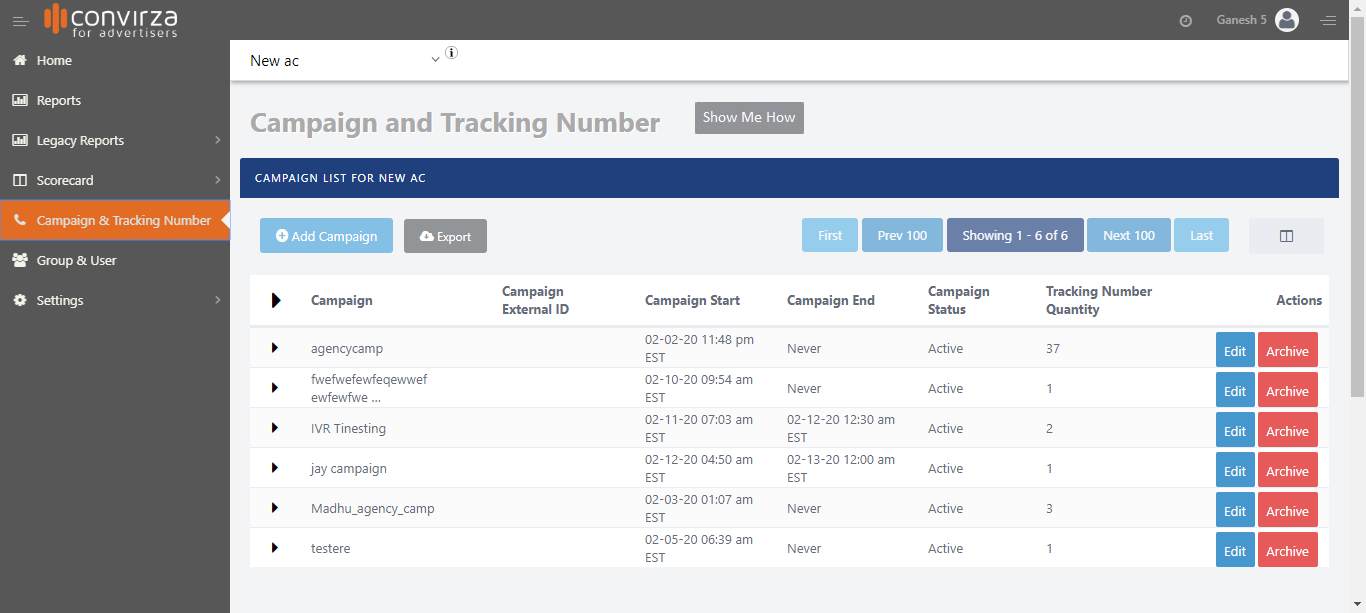 convirza
for advertisers
Ganesh 5
Home
Reports
Legacy Reports
Scorecard
Campaign & Tracking Number
Group & User
Settings
New ac
Campaign and Tracking Number
Show Me How
CAMPAIGN LIST FOR NEW AC
Add Campaign
Export
First
Prev 100
Showing 1 - 6 of 6
Next 100
Last
Campaign
Campaign
External ID
Campaign Start
Campaign End
Campaign
Status
Tracking Number
Quantity
Actions
agencycamp
02-02-20 11:48 pm
EST
Never
Active
37
Edit
Archive
fwefwefewfeqewwef
ewfewfwe ...
02-10-20 09:54 am
EST
Never
Active
1
Edit
Archive
IVR Tinesting
02-11-20 07:03 am
EST
02-12-20 12:30 am
EST
Active
2
Edit
Archive
jay campaign
02-12-20 04:50 am
EST
02-13-20 12:00 am
EST
Active
1
Edit
Archive
Madhu_agency_camp
02-03-20 01:07 am
EST
Never
Active
3
Edit
Archive
testere
02-05-20 06:39 am
EST
Never
Active
1
Edit
Archive